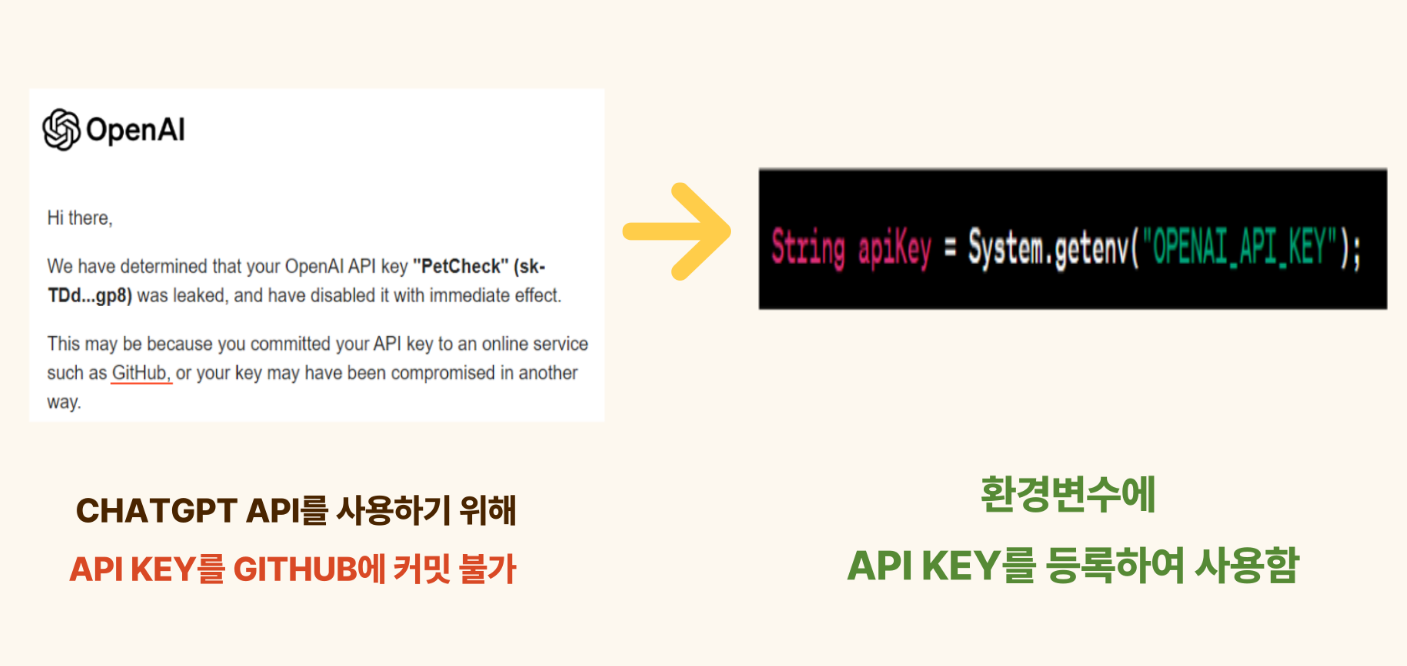 OpenAI
Hi there,
We have determined that your OpenAI API key "PetCheck" (sk-
TDd...gp8) was leaked, and have disabled it with immediate effect.
This may be because you committed your API key to an online service
such as GitHub, or your key may have been compromised in another
way.
CHATGPT API를 사용하기 위해
API KEY를 GITHUB에 커밋 불가
String apiKey = System.getenv("OPENAI_API_KEY");
환경변수에
API KEY를 등록하여 사용함